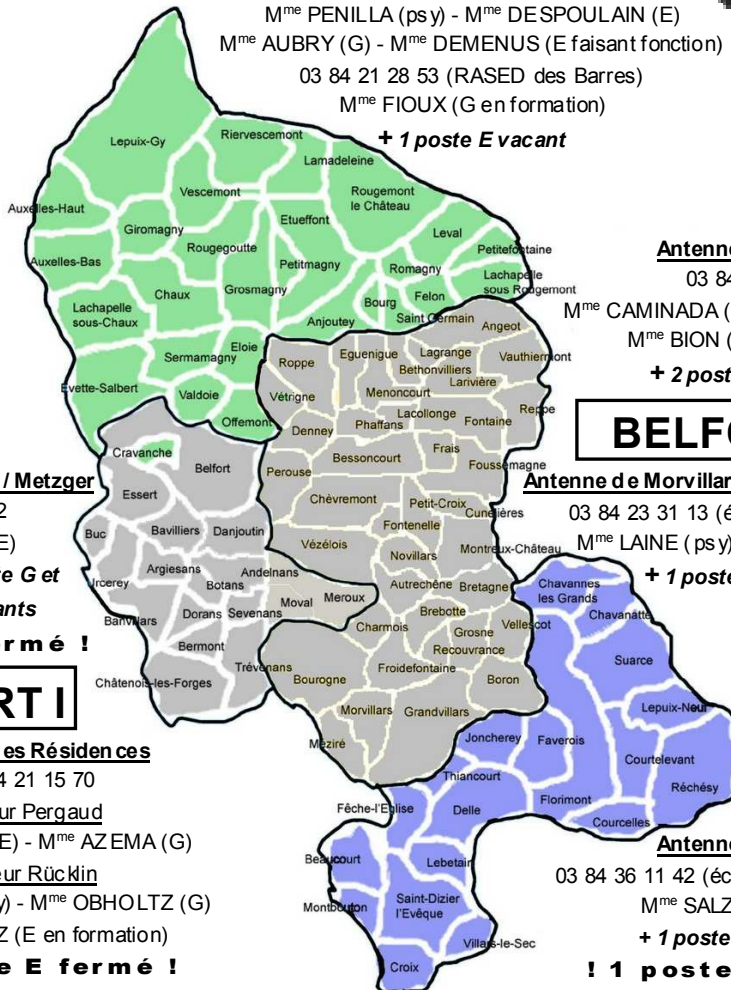 Mme PENILLA (psy) - Mme DESPOULAIN (E)
Mme AUBRY (G) - Mme DEMENUS (E faisant fonction)
03 84 21 28 53 (RASED des Barres)
Mme FIOUX (G en formation)
+ 1 poste E vacant
Lepuix-Gy
Riervescemont
Lamadeleine
Auxelles-Haut
Vescemont
Rougemont
le Château
Giromagny
Etueffont
Leval
Auxelles-Bas
Rougegoutte
Petitmagny
Romagny
Petitefontaine
Lachapelle
sous Rougemont
Chaux
Grosmagny
Felon
Bourg
Lachapelle
sous-Chaux
Anjoutey
Saint Germain
Angeot
Eloie
Sermamagny
Evette-Salbert
Valdoie
Offemont
Cravanche
Roppe
Eguenigue
Lagrange
Bethonvilliers
Vauthiermont
Larivière
Vétrigne
Menoncourt
Reppe
Lacollonge
Phaffans
Fontaine
Denney
Frais
Bessoncourt
Foussemagne
Perouse
Chèvremont
Petit-Croix
Cunelières
Fontenelle
Vézélois
Novillars
Montreux-Château
Autrechêne
Bretagne
Brebotte
Vellescot
Charmois
Grosne
Recouvrance
Froidefontaine
Boron
Bourogne
Morvillars
Grandvillars
Méziré
Moval
Meroux
Belfort
Essert
Buc
Bavilliers
Danjoutin
Argiesans
Andelnans
Urcerey
Botans
Banvillars
Dorans
Sevenans
Bermont
Trévenans
Châtenois-les-Forges
Chavannes
les Grands
Chavanatte
Suarce
Lepuix-Neuf
Joncherey
Faverois
Courtelevant
Thiancourt
Réchésy
Florimont
Fêche-l'Eglise
Delle
Courcelles
Beaucourt
Lebetain
Montbouton
Saint-Dizier
l'Evêque
Villars-le-Sec
Croix
Antenne
03 84
Mme CAMINADA (
Mme BION (
+ 2 post
BELFO
Antenne de Morvillar
03 84 23 31 13 (é
Mme LAINE (psy)
+ 1 poste
Antenne
03 84 36 11 42 (éc
Mme SALZ
+ 1 poste
! 1 poste
/ Metzger
2
E)
e G et
ants
rmé !
RT I
es Résidences
4 21 15 70
ur Pergaud
E) - Mme AZEMA (G)
eur Rücklin
y) - Mme OBHOLTZ (G)
Z (E en formation)
e E fermé !